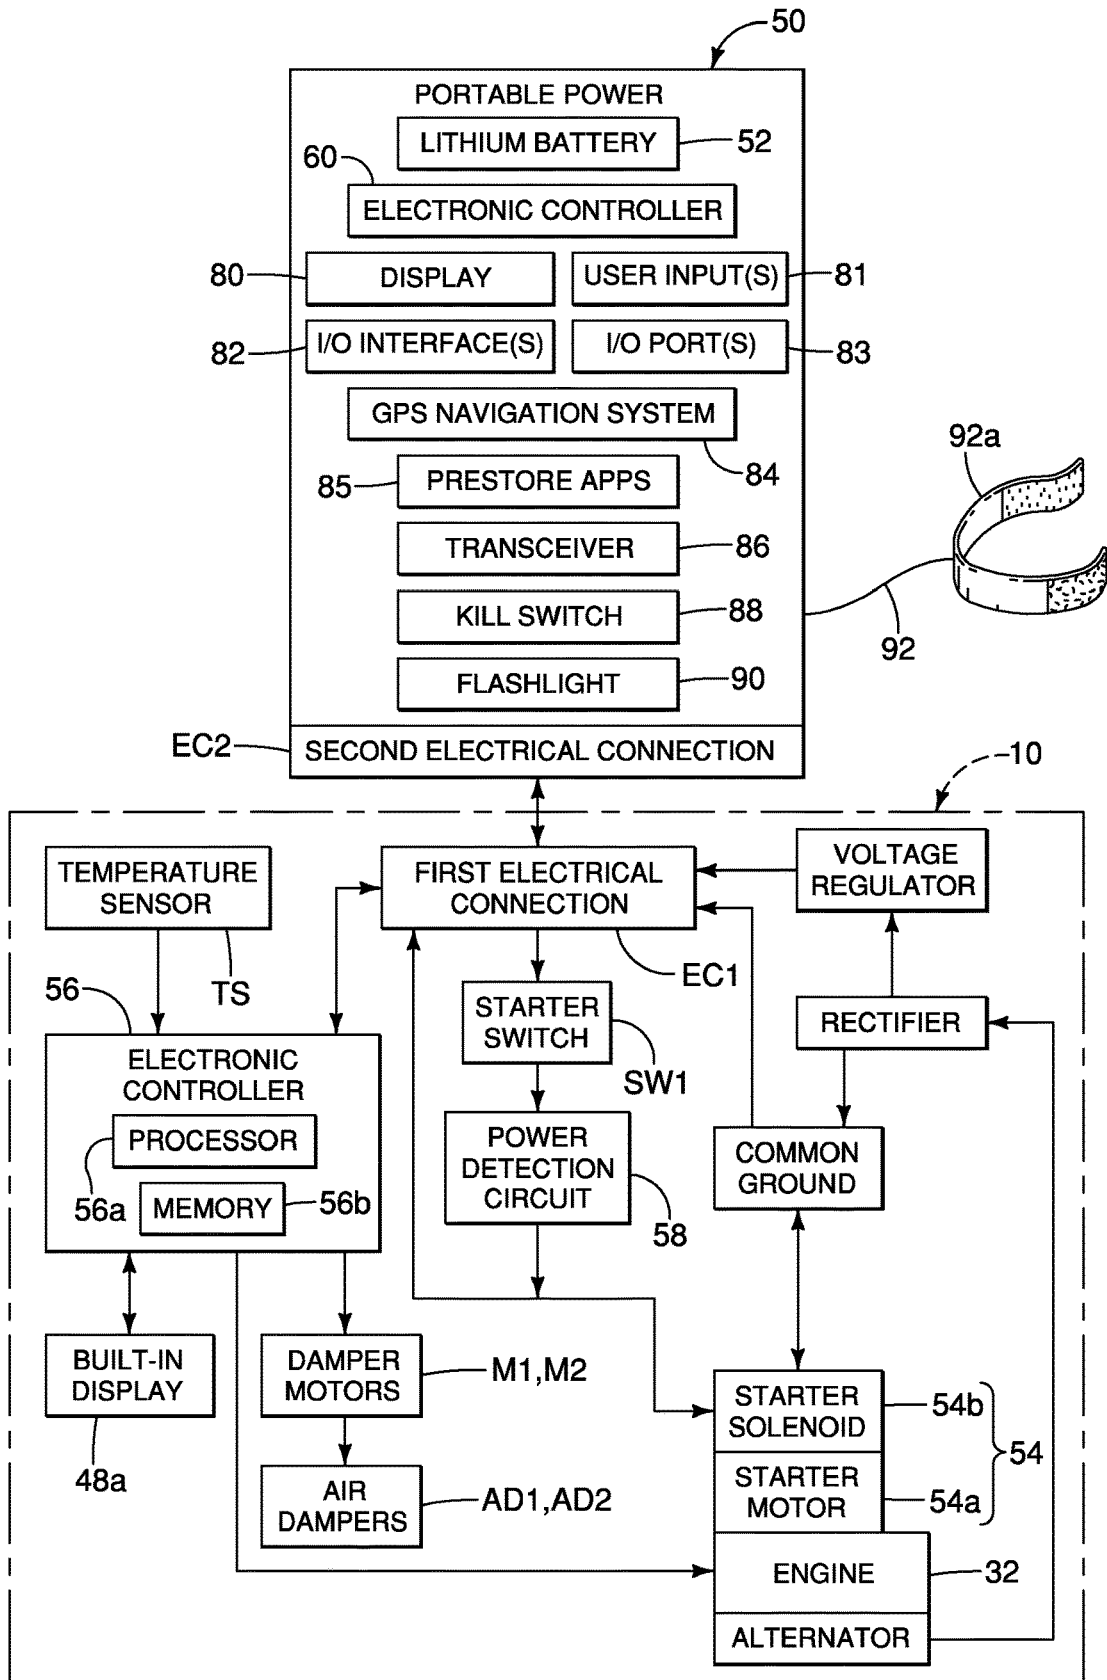 50
PORTABLE POWER
LITHIUM BATTERY
52
60
ELECTRONIC CONTROLLER
80
DISPLAY
USER INPUT(S)
81
82
I/O INTERFACE(S)
I/O PORT(S)
83
GPS NAVIGATION SYSTEM
84
92a
85
PRESTORE APPS
TRANSCEIVER
86
KILL SWITCH
88
92
FLASHLIGHT
90
EC2
SECOND ELECTRICAL CONNECTION
10
TEMPERATURE
SENSOR
TS
FIRST ELECTRICAL
CONNECTION
EC1
VOLTAGE
REGULATOR
56
STARTER
SWITCH
SW1
RECTIFIER
ELECTRONIC
CONTROLLER
PROCESSOR
56a
MEMORY
56b
POWER
DETECTION
CIRCUIT
58
COMMON
GROUND
BUILT-IN
DISPLAY
48a
DAMPER
MOTORS
M1,M2
AIR
DAMPERS
AD1,AD2
STARTER
SOLENOID
54b
54
STARTER
MOTOR
54a
ENGINE
32
ALTERNATOR